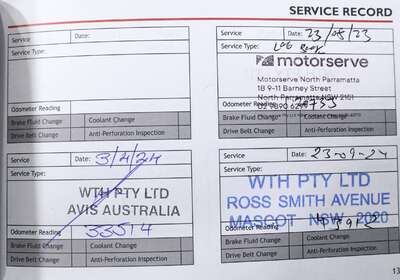 SERVICE RECORD
Service Date:
Service Type:
Odometer Reading
Brake Fluid Change Coolant Change
Drive Belt Change Anti-Perforation Inspection
Service Date: 23/08/23
Service Type: LOG Book
motorserve
Motorserve North Parramatta
18 9-11 Barney Street
North Parramatta NSW 2151
Odometer Reading
Brake Fluid Change Coolant Change
Drive Belt Change Anti-Perforation Inspection
Service Date: 3/4/24
Service Type:
WTH PTY LTD
AVIS AUSTRALIA
Odometer Reading 33514
Brake Fluid Change Coolant Change
Drive Belt Change Anti-Perforation Inspection
Service Date: 23-09-24
Service Type:
WTH PTY LTD
ROSS SMITH AVENUE
MASCOT NSW 2020
Odometer Reading
Brake Fluid Change Coolant Change
Drive Belt Change Anti-Perforation Inspection
13